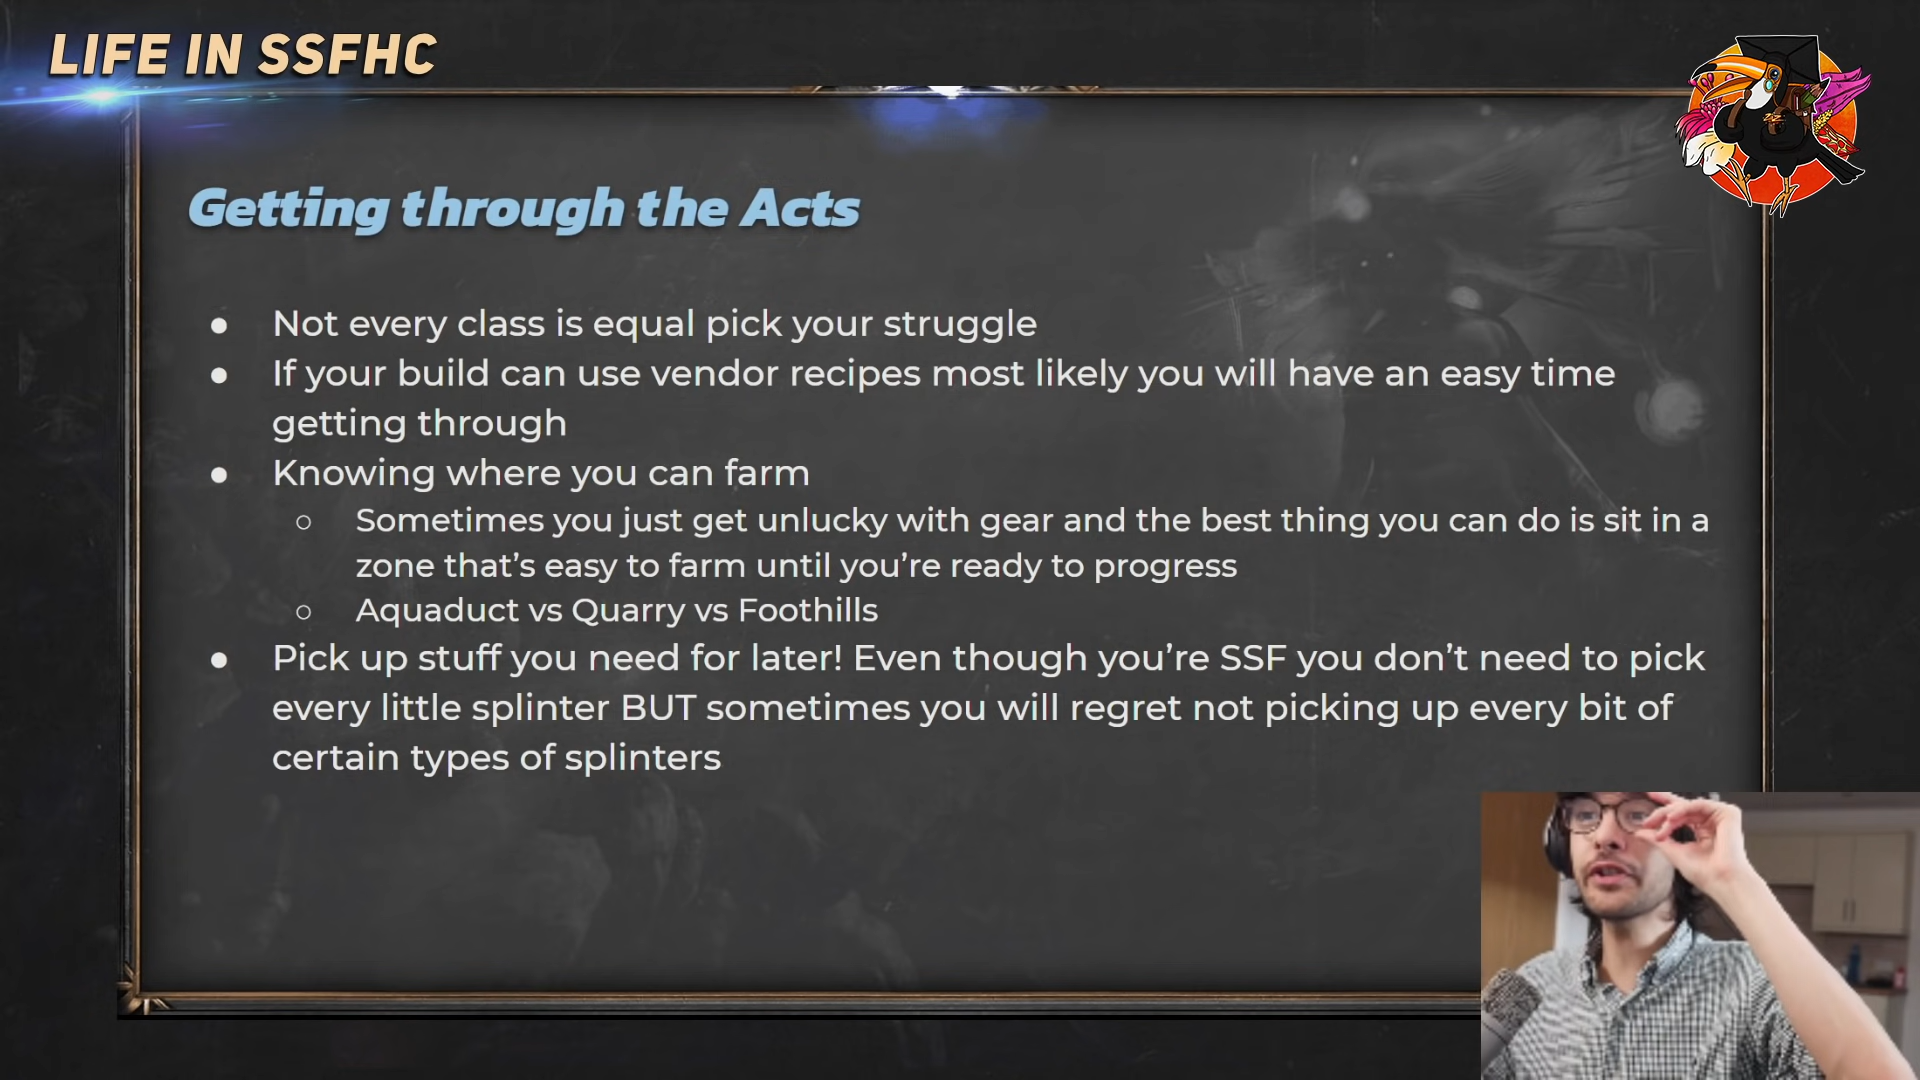 LIFE IN SSFHC
Getting through the Acts
● Not every class is equal pick your struggle
● If your build can use vendor recipes most likely you will have an easy time
getting through
● Knowing where you can farm
○ Sometimes you just get unlucky with gear and the best thing you can do is sit in a
zone that’s easy to farm until you’re ready to progress
○ Aquaduct vs Quarry vs Foothills
● Pick up stuff you need for later! Even though you’re SSF you don’t need to pick
every little splinter BUT sometimes you will regret not picking up every bit of
certain types of splinters